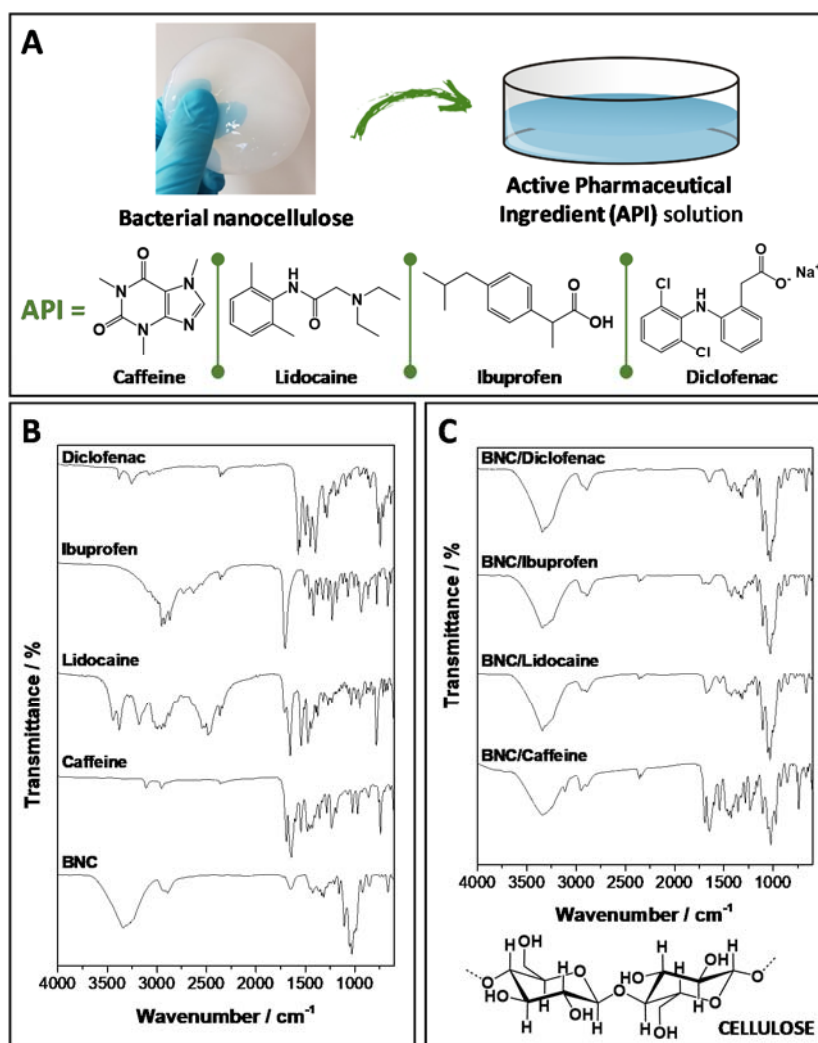 A
Bacterial nanocellulose
Active Pharmaceutical
Ingredient (API) solution
API =
O
N
N
O
N
N
Caffeine
H
N
O
N
Lidocaine
O
OH
Ibuprofen
O
O- Na+
Cl
H
N
Cl
Diclofenac
B
Diclofenac
Ibuprofen
Lidocaine
Caffeine
BNC
Transmittance / %
4000 3500 3000 2500 2000 1500 1000
Wavenumber / cm-1
C
BNC/Diclofenac
BNC/Ibuprofen
BNC/Lidocaine
BNC/Caffeine
Transmittance / %
4000 3500 3000 2500 2000 1500 1000
Wavenumber / cm-1
OH
H
H
O
O
HO
H
H
OH
H
O
H
HO
H
OH
H
H
O
OH
H
O
CELLULOSE